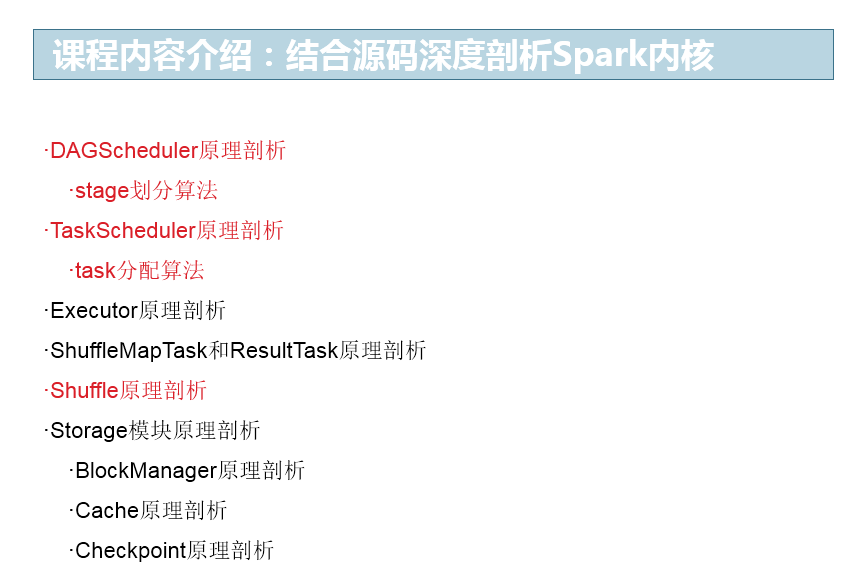 课程内容介绍：结合源码深度剖析Spark内核
·DAGScheduler原理剖析
·stage划分算法
·TaskScheduler原理剖析
·task分配算法
·Executor原理剖析
·ShuffleMapTask和ResultTask原理剖析
·Shuffle原理剖析
·Storage模块原理剖析
·BlockManager原理剖析
·Cache原理剖析
·Checkpoint原理剖析